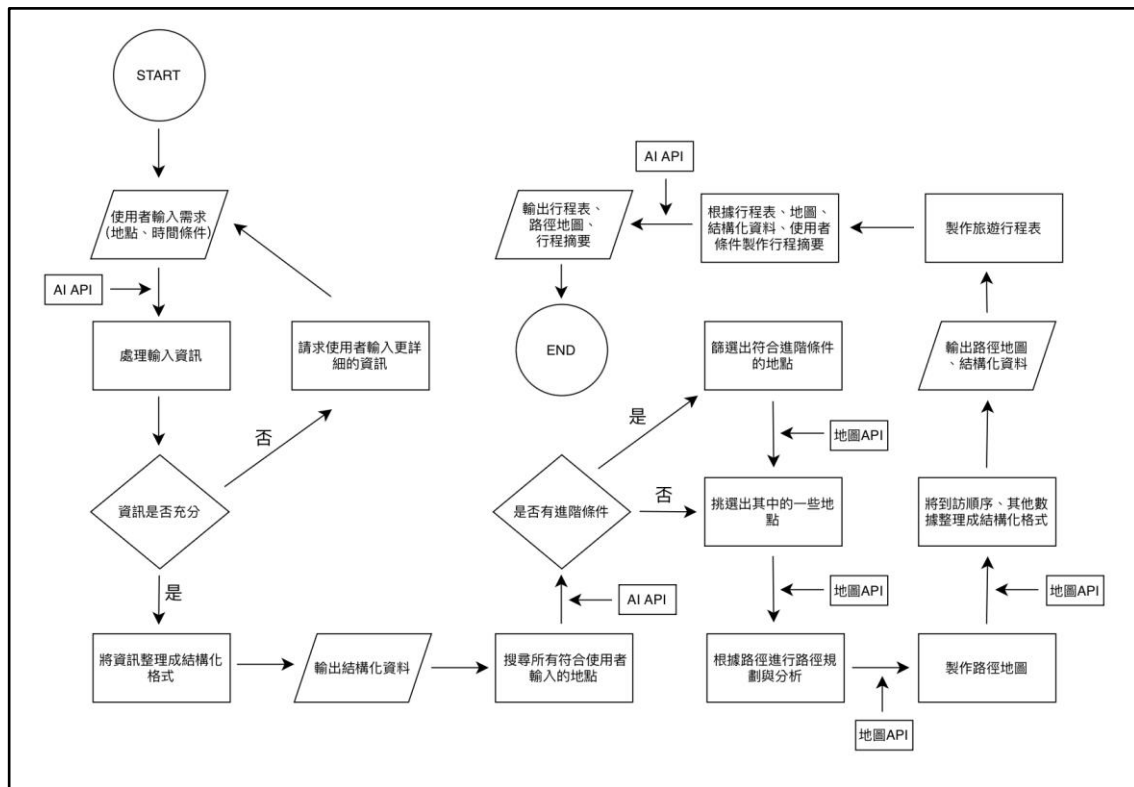 START
使用者輸入需求
(地點、時間條件)
AI API
處理輸入資訊
請求使用者輸入更詳
細的資訊
否
資訊是否充分
是
將資訊整理成結構化
格式
輸出結構化資料
搜尋所有符合使用者
輸入的地點
AI API
是否有進階條件
是
否
篩選出符合進階條件
的地點
地圖API
挑選出其中的一些地
點
地圖API
根據路徑進行路徑規
劃與分析
地圖API
製作路徑地圖
地圖API
將到訪順序、其他數
據整理成結構化格式
輸出路徑地圖
、結構化資料
製作旅遊行程表
根據行程表、地圖、
結構化資料、使用者
條件製作行程摘要
AI API
輸出行程表、
路徑地圖、
行程摘要
END